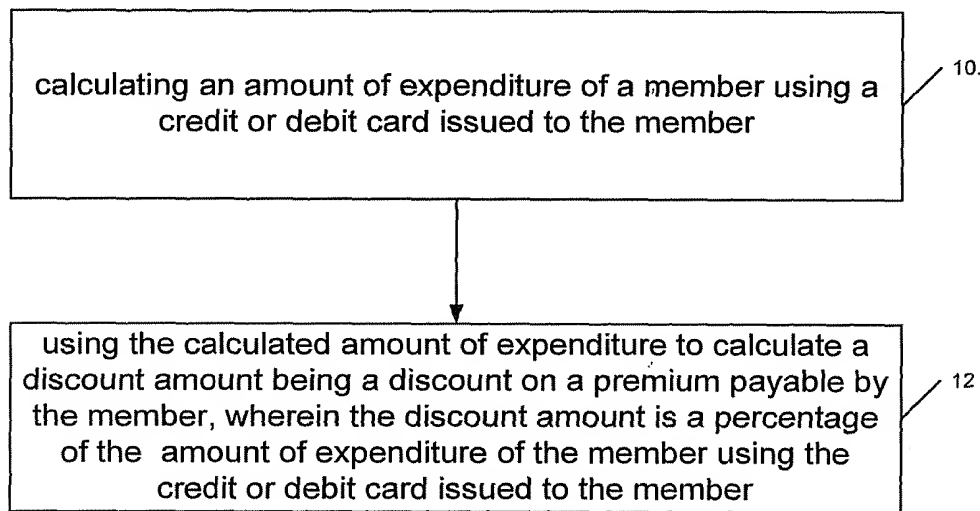 calculating an amount of expenditure of a member using a
credit or debit card issued to the member
10.
using the calculated amount of expenditure to calculate a
discount amount being a discount on a premium payable by
the member, wherein the discount amount is a percentage
of the amount of expenditure of the member using the
credit or debit card issued to the member
12